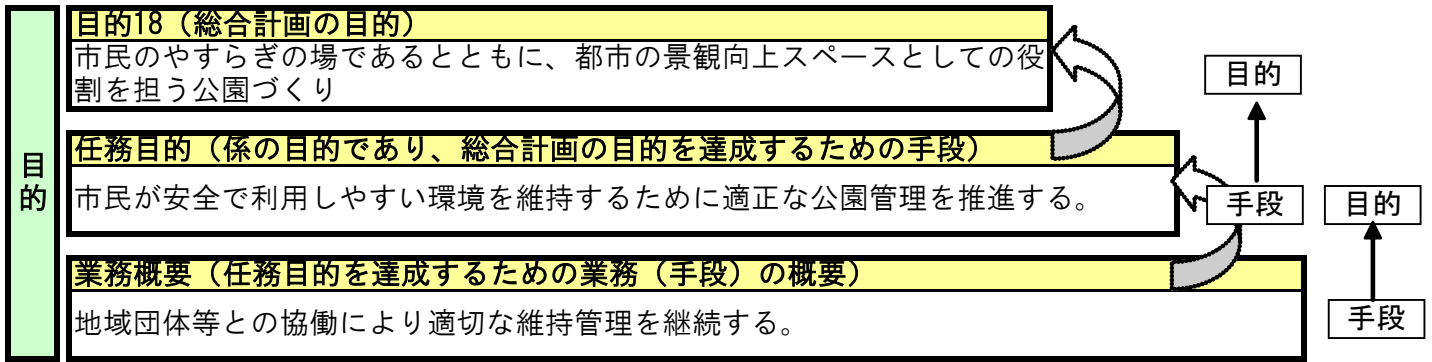 目的
目的18（総合計画の目的）
市民のやすらぎの場であるとともに、都市の景観向上スペースとしての役
割を担う公園づくり
任務目的（係の目的であり、総合計画の目的を達成するための手段）
市民が安全で利用しやすい環境を維持するために適正な公園管理を推進する。
業務概要（任務目的を達成するための業務（手段）の概要）
地域団体等との協働により適切な維持管理を継続する。
目的
手段
目的
手段